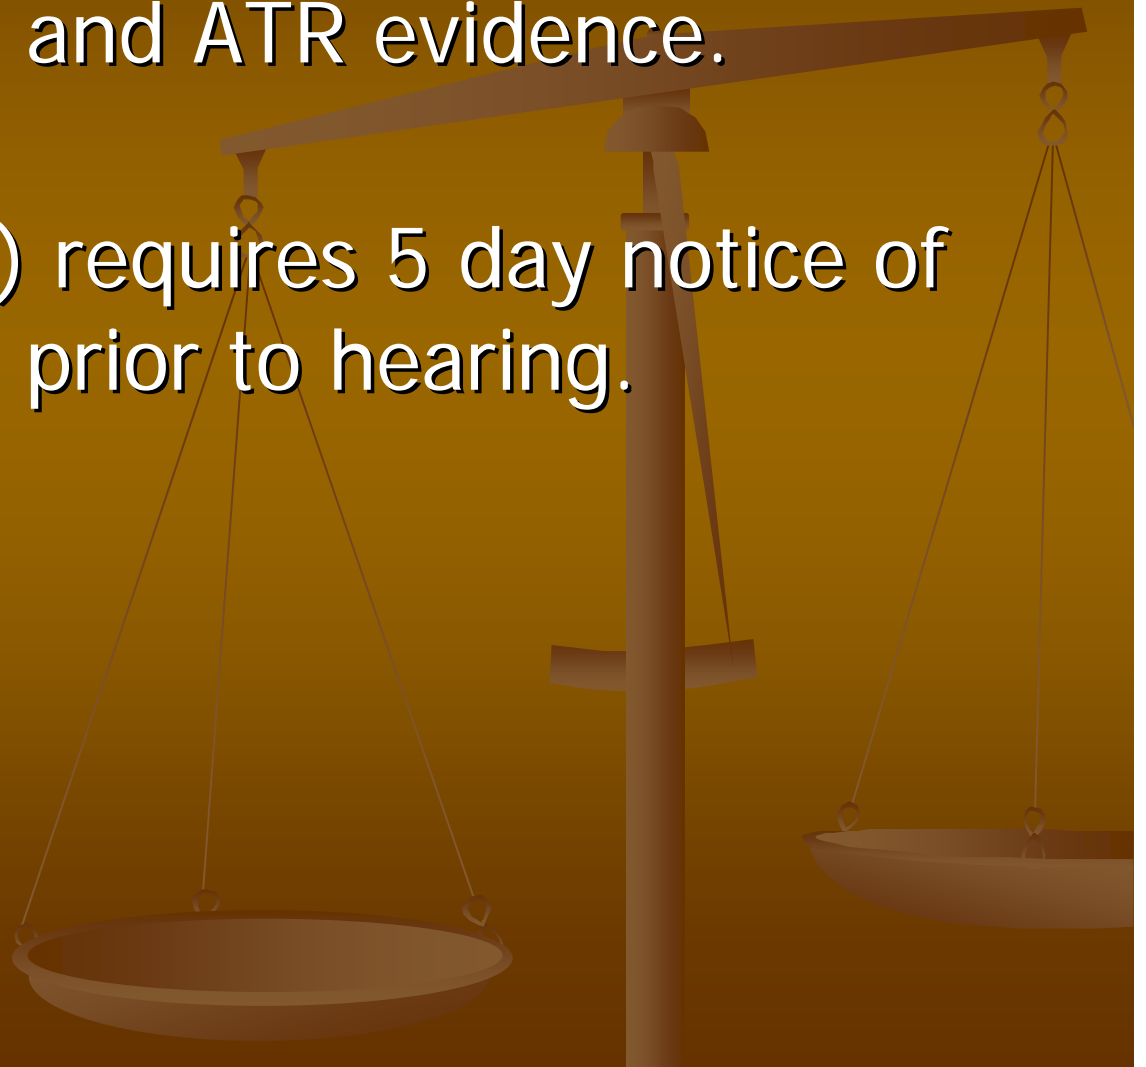 and ATR evidence.
) requires 5 day notice of
prior to hearing.